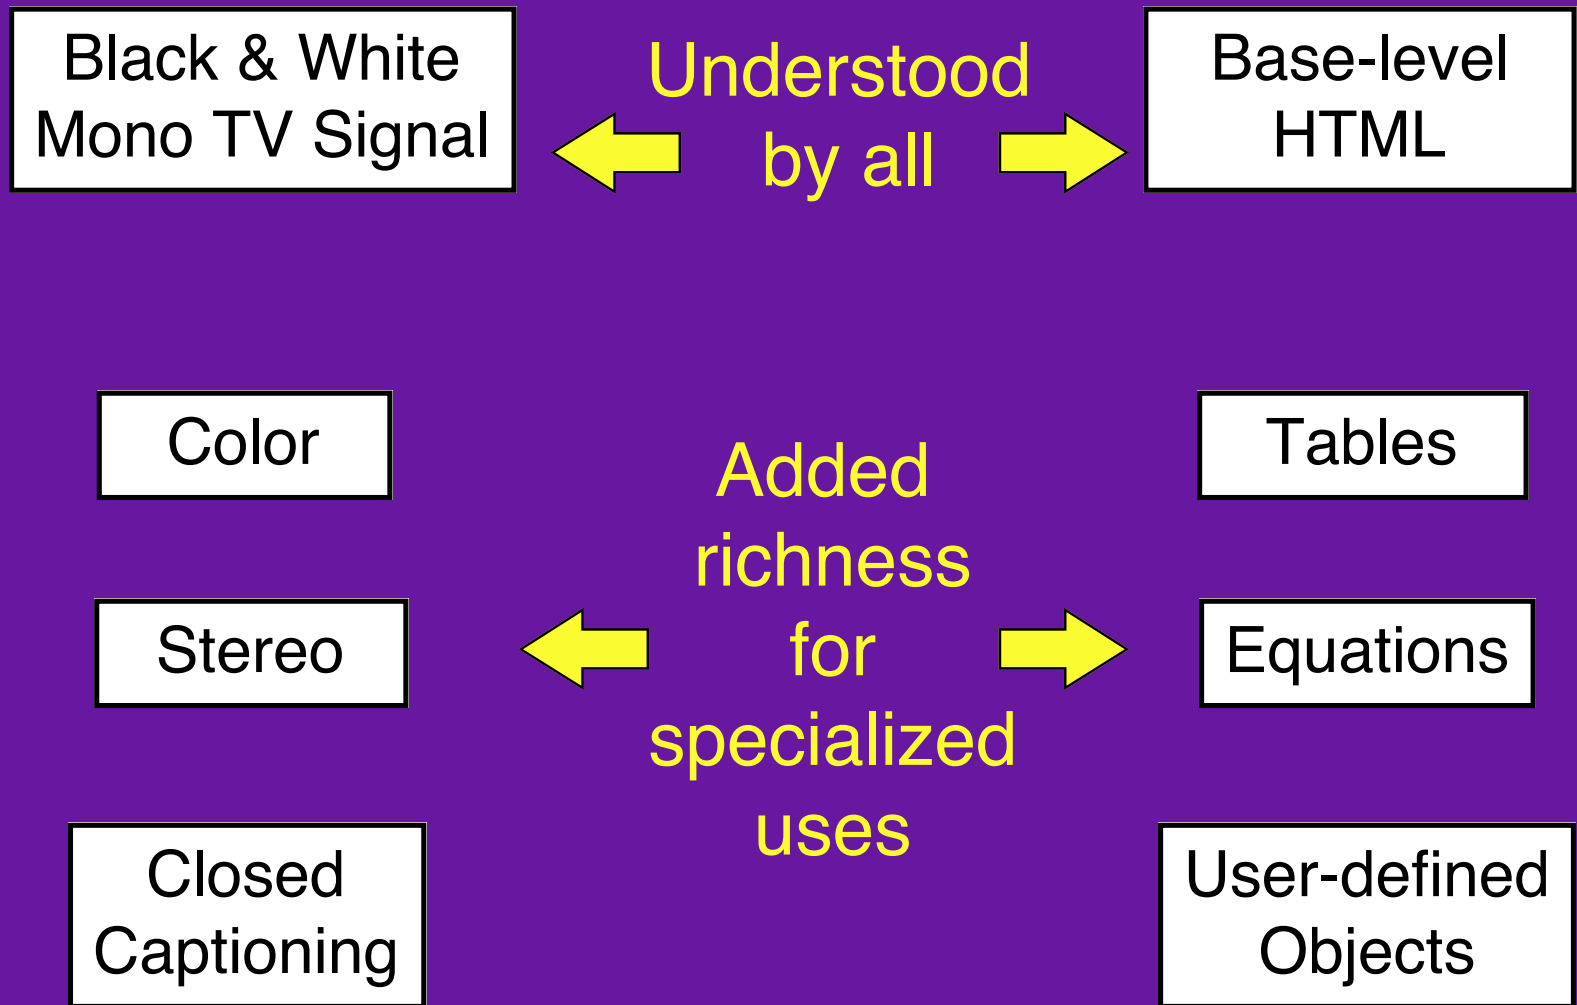 Black & White
Mono TV Signal
Understood
by all
Base-level
HTML
Color
Stereo
Closed
Captioning
Added
richness
for
specialized
uses
Tables
Equations
User-defined
Objects